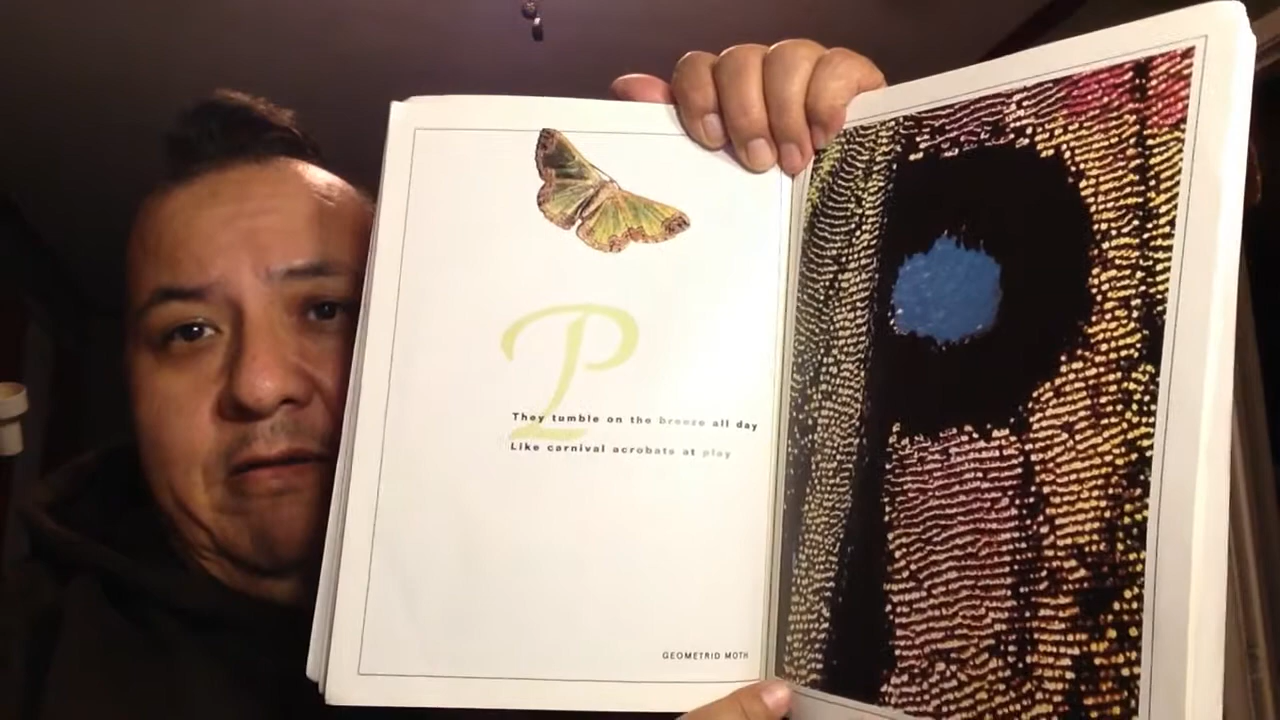 P
They tumble on the breeze all day
Like carnival acrobats at play
GEOMETRID MOTH